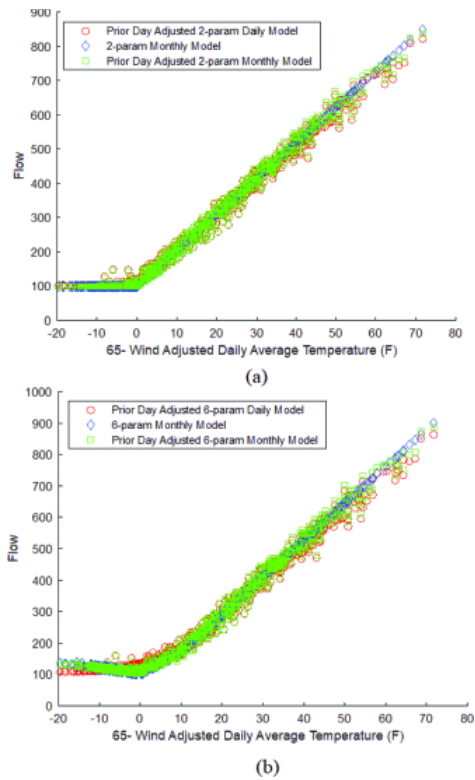 900
800
700
600
500
400
300
200
100
0
Flow
Prior Day Adjusted 2-param Daily Model
2-param Monthly Model
Prior Day Adjusted 2-param Monthly Model
-20 -10 0 10 20 30 40 50 60 70 80
65- Wind Adjusted Daily Average Temperature (F)
(a)
1000
900
800
700
600
500
400
300
200
100
0
Flow
Prior Day Adjusted 6-param Daily Model
6-param Monthly Model
Prior Day Adjusted 6-param Monthly Model
-20 -10 0 10 20 30 40 50 60 70 80
65- Wind Adjusted Daily Average Temperature (F)
(b)